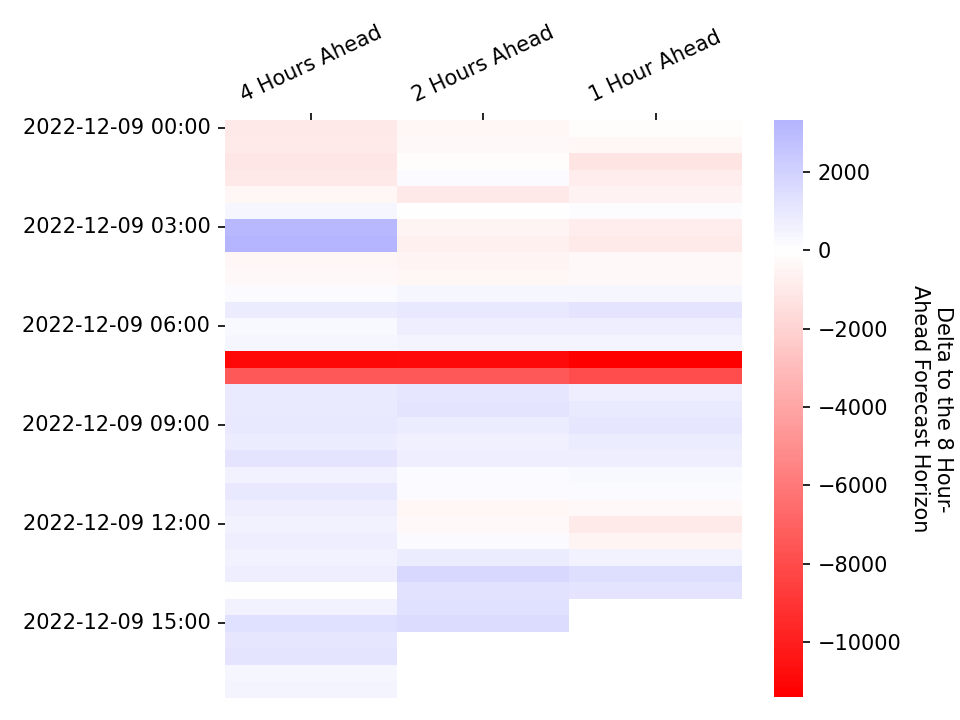 4 Hours Ahead
2 Hours Ahead
1 Hour Ahead
2022-12-09 00:00
2022-12-09 03:00
2022-12-09 06:00
2022-12-09 09:00
2022-12-09 12:00
2022-12-09 15:00
2000
0
−2000
−4000
−6000
−8000
−10000
Delta to the 8 Hour-
Ahead Forecast Horizon